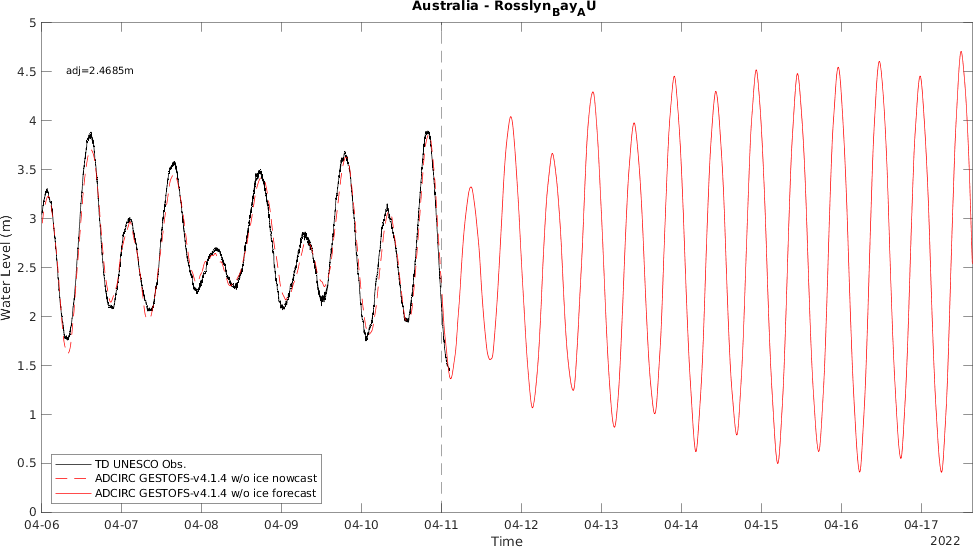 Australia - Rosslyn_Bay_AU
5
4.5
4
3.5
3
2.5
2
1.5
1
0.5
0
Water Level (m)
adj=2.4685m
TD UNESCO Obs.
ADCIRC GESTOFS-v4.1.4 w/o ice nowcast
ADCIRC GESTOFS-v4.1.4 w/o ice forecast
04-06 04-07 04-08 04-09 04-10 04-11 04-12 04-13 04-14 04-15 04-16 04-17
Time
2022